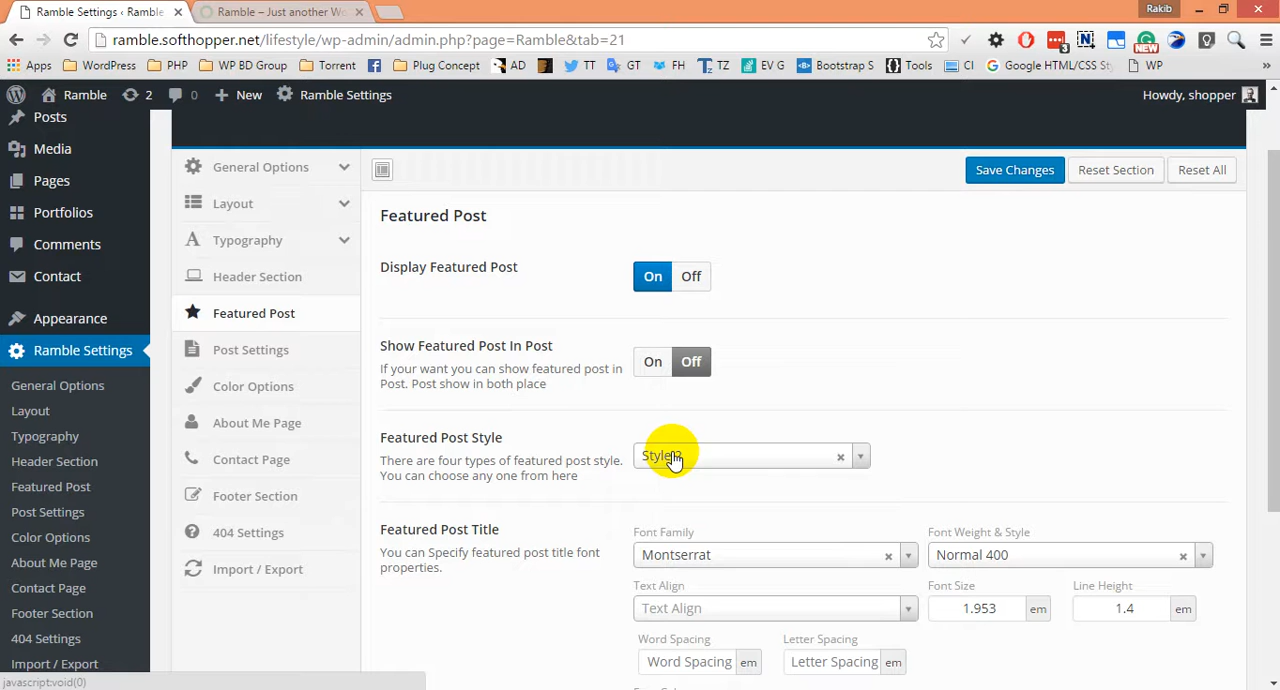 Ramble Settings ‹ Ramble
Ramble – Just another Wo
Rakib
ramble.softhopper.net/lifestyle/wp-admin/admin.php?page=Ramble&tab=21
Apps WordPress PHP WP BD Group Torrent Plug Concept AD TT GT FH TZ EV G Bootstrap S Tools CI Google HTML/CSS St WP »
Ramble 2 0 New Ramble Settings Howdy, shopper
Posts
Media
Pages
Portfolios
Comments
Contact
Appearance
Ramble Settings
General Options
Layout
Typography
Header Section
Featured Post
Post Settings
Color Options
About Me Page
Contact Page
Footer Section
404 Settings
Import / Export
General Options
Layout
Typography
Header Section
Featured Post
Post Settings
Color Options
About Me Page
Contact Page
Footer Section
404 Settings
Import / Export
Save Changes Reset Section Reset All
Featured Post
Display Featured Post
On Off
Show Featured Post In Post
If your want you can show featured post in
Post. Post show in both place
On Off
Featured Post Style
There are four types of featured post style.
You can choose any one from here
Style
Featured Post Title
You can Specify featured post title font
properties.
Font Family Font Weight & Style
Montserrat Normal 400
Text Align Font Size Line Height
Text Align 1.953 em 1.4 em
Word Spacing Letter Spacing
Word Spacing em Letter Spacing em
javascript:void(0)